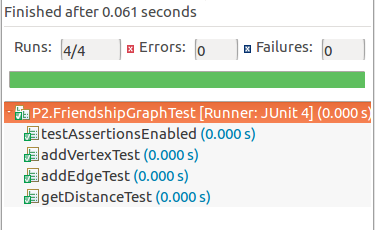 Finished after 0.061 seconds
Runs: 4/4 Errors: 0 Failures: 0
P2.FriendshipGraphTest [Runner: JUnit 4] (0.000 s)
testAssertionsEnabled (0.000 s)
addVertexTest (0.000 s)
addEdgeTest (0.000 s)
getDistanceTest (0.000 s)